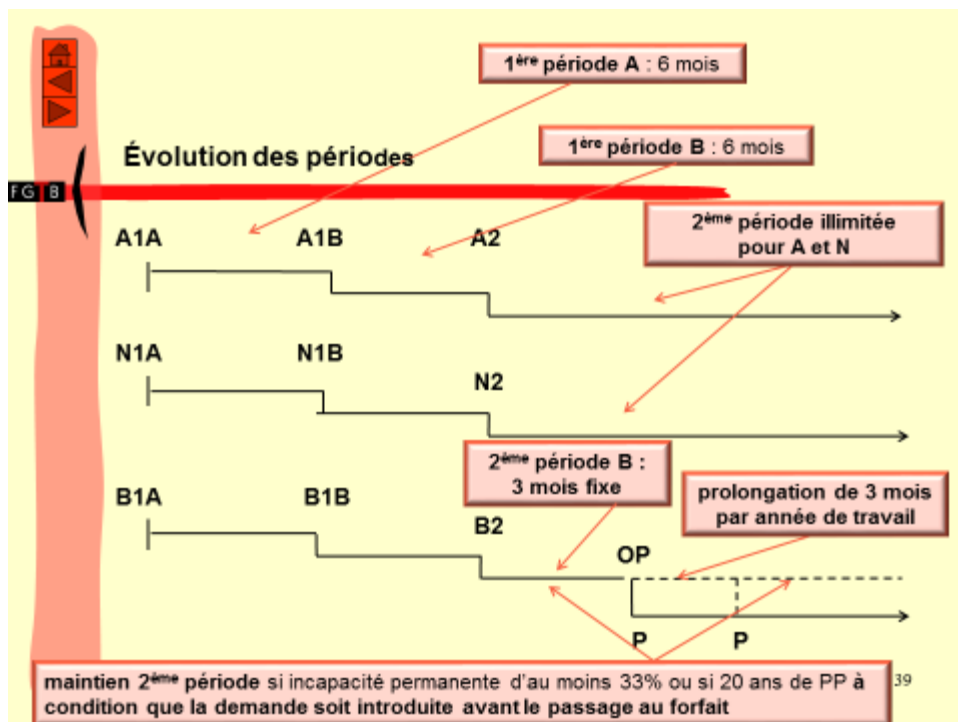 1ère période A : 6 mois
1ère période B : 6 mois
Évolution des périodes
F G B
2ème période illimitée
pour A et N
A1A A1B A2
N1A N1B
N2
2ème période B :
3 mois fixe
prolongation de 3 mois
par année de travail
B1A B1B
B2
OP
P P
maintien 2ème période si incapacité permanente d'au moins 33% ou si 20 ans de PP à
condition que la demande soit introduite avant le passage au forfait
39